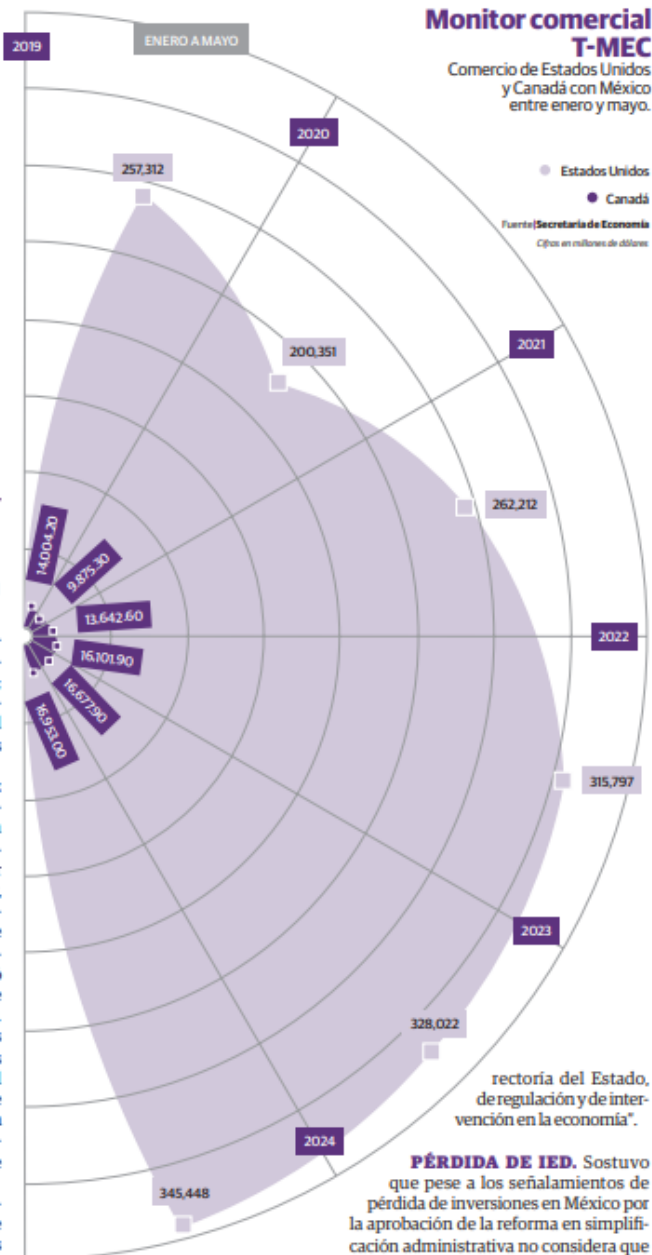 Monitor comercial
T-MEC
Comercio de Estados Unidos
y Canadá con México
entre enero y mayo.
Estados Unidos
Canadá
Fuente|Secretaría de Economía
Cifras en millones de dólares
ENERO A MAYO
2019
2020
2021
2022
2023
2024
257,312
200,351
262,212
315,797
328,022
345,448
14,004.20
9,875.30
13,642.60
16,101.90
16,677.90
16,953.00
rectoría del Estado,
de regulación y de inter-
vención en la economía”.
PÉRDIDA DE IED. Sostuvo
que pese a los señalamientos de
pérdida de inversiones en México por
la aprobación de la reforma en simplifi-
cación administrativa no considera que